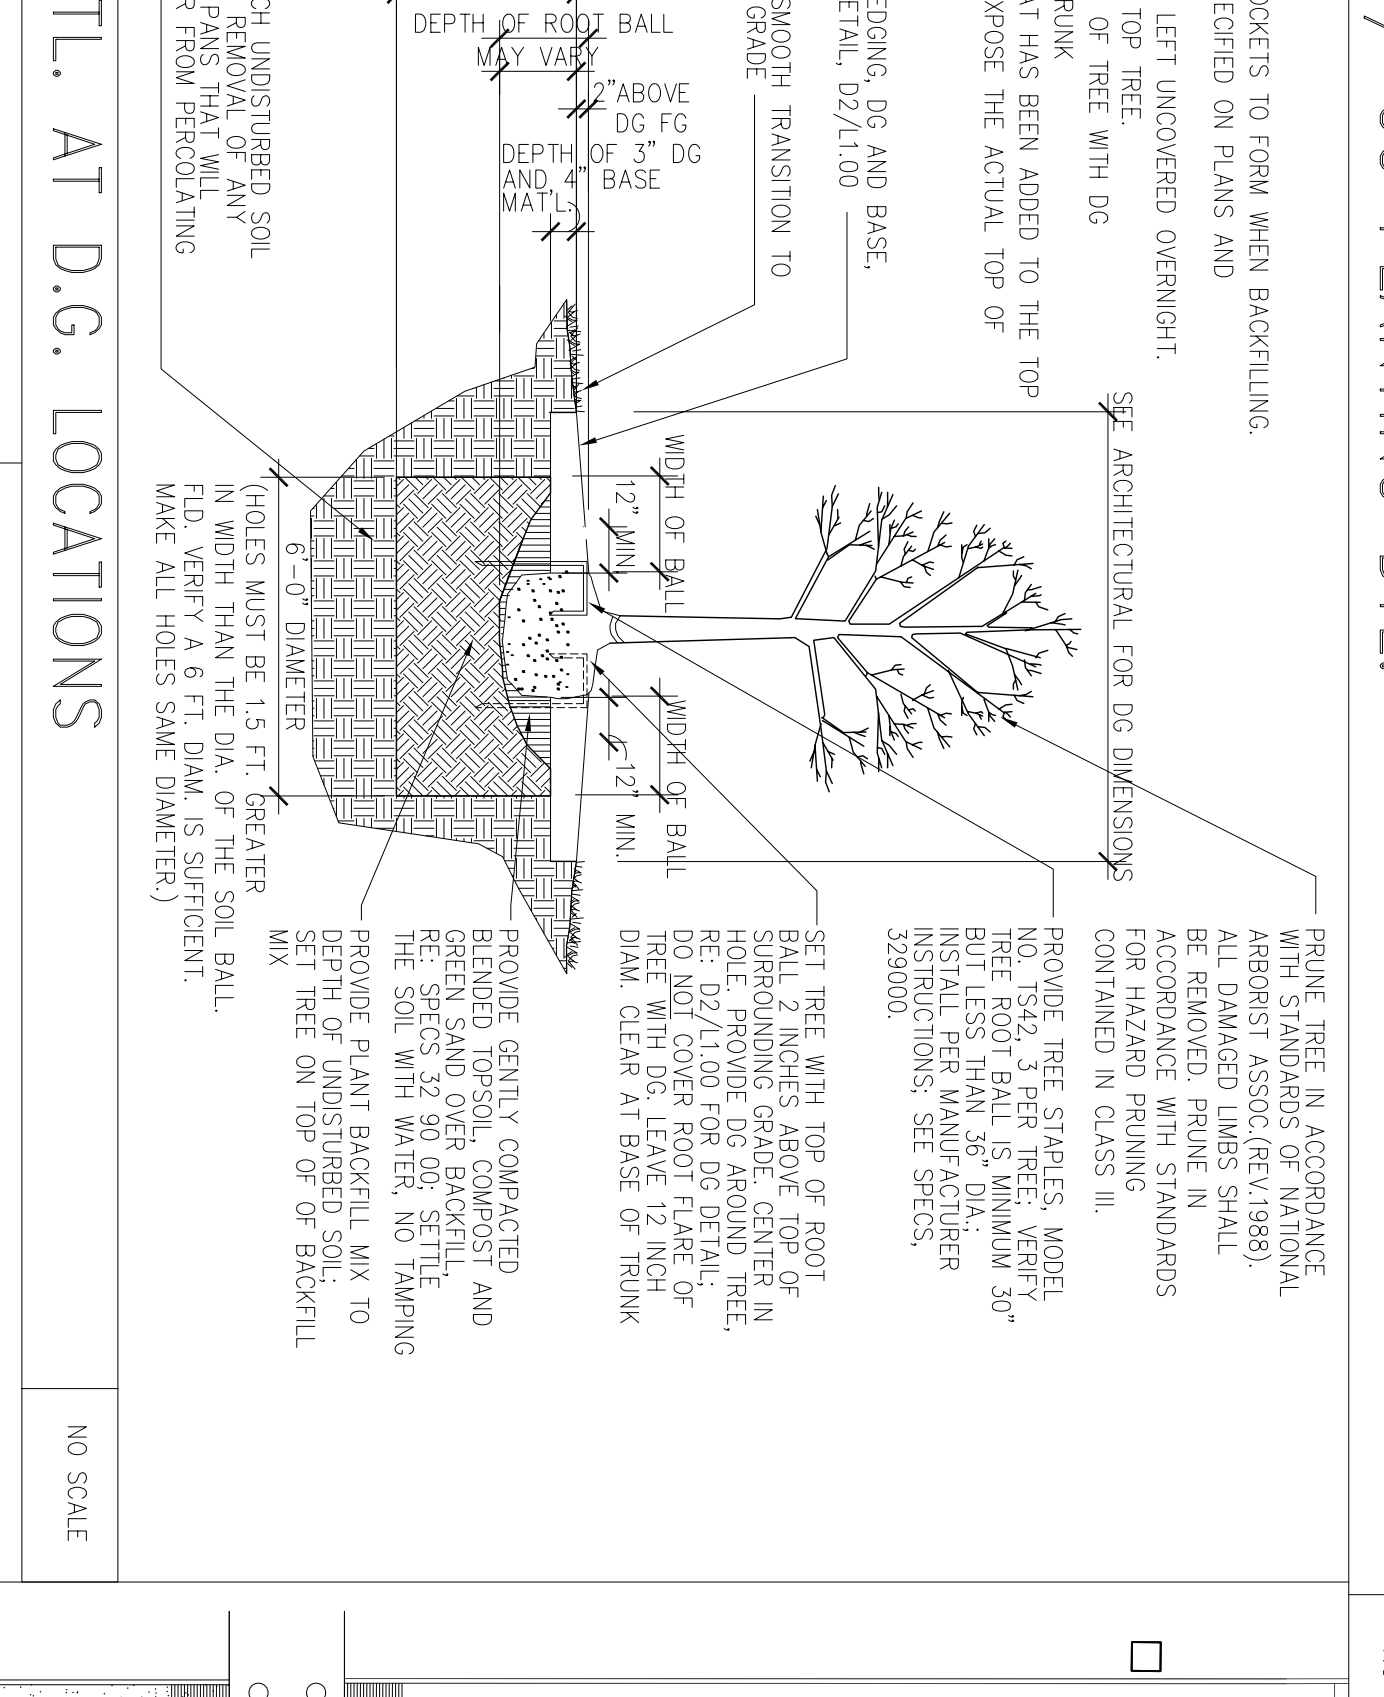 OCKETS TO FORM WHEN BACKFILLING.
ECIFIED ON PLANS AND
LEFT UNCOVERED OVERNIGHT.
TOP TREE.
OF TREE WITH DG
RUNK
AT HAS BEEN ADDED TO THE TOP
XPOSE THE ACTUAL TOP OF
EDGING, DG AND BASE,
ETAIL, D2/L1.00
SMOOTH TRANSITION TO
GRADE
DEPTH OF ROOT BALL
MAY VARY
2"ABOVE
DG FG
DEPTH OF 3" DG
AND 4" BASE
MAT'L.
CH UNDISTURBED SOIL
REMOVAL OF ANY
PANS THAT WILL
R FROM PERCOLATING
SEE ARCHITECTURAL FOR DG DIMENSIONS
WIDTH OF BALL
12" MIN.
WIDTH OF BALL
12" MIN.
6'-0" DIAMETER
(HOLES MUST BE 1.5 FT. GREATER
IN WIDTH THAN THE DIA. OF THE SOIL BALL.
FLD. VERIFY A 6 FT. DIAM. IS SUFFICIENT.
MAKE ALL HOLES SAME DIAMETER.)
PRUNE TREE IN ACCORDANCE
WITH STANDARDS OF NATIONAL
ARBORIST ASSOC.(REV.1988).
ALL DAMAGED LIMBS SHALL
BE REMOVED. PRUNE IN
ACCORDANCE WITH STANDARDS
FOR HAZARD PRUNING
CONTAINED IN CLASS III.
PROVIDE TREE STAPLES, MODEL
NO. TS42, 3 PER TREE; VERIFY
TREE ROOT BALL IS MINIMUM 30"
BUT LESS THAN 36" DIA.;
INSTALL PER MANUFACTURER
INSTRUCTIONS; SEE SPECS,
329000.
SET TREE WITH TOP OF ROOT
BALL 2 INCHES ABOVE TOP OF
SURROUNDING GRADE. CENTER IN
HOLE. PROVIDE DG AROUND TREE,
RE: D2/L1.00 FOR DG DETAIL;
DO NOT COVER ROOT FLARE OF
TREE WITH DG. LEAVE 12 INCH
DIAM. CLEAR AT BASE OF TRUNK
PROVIDE GENTLY COMPACTED
BLENDED TOPSOIL, COMPOST AND
GREEN SAND OVER BACKFILL,
RE: SPECS 32 90 00; SETTLE
THE SOIL WITH WATER, NO TAMPING
PROVIDE PLANT BACKFILL MIX TO
DEPTH OF UNDISTURBED SOIL;
SET TREE ON TOP OF OF BACKFILL
MIX
TL. AT D.G. LOCATIONS
NO SCALE